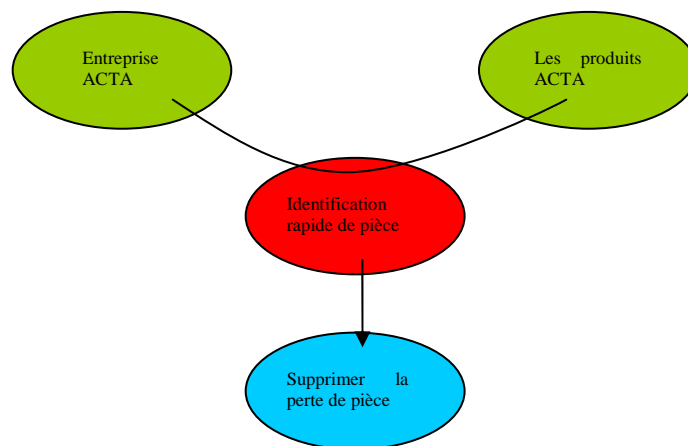 Entreprise
ACTA
Les produits
ACTA
Identification
rapide de pièce
Supprimer la
perte de pièce